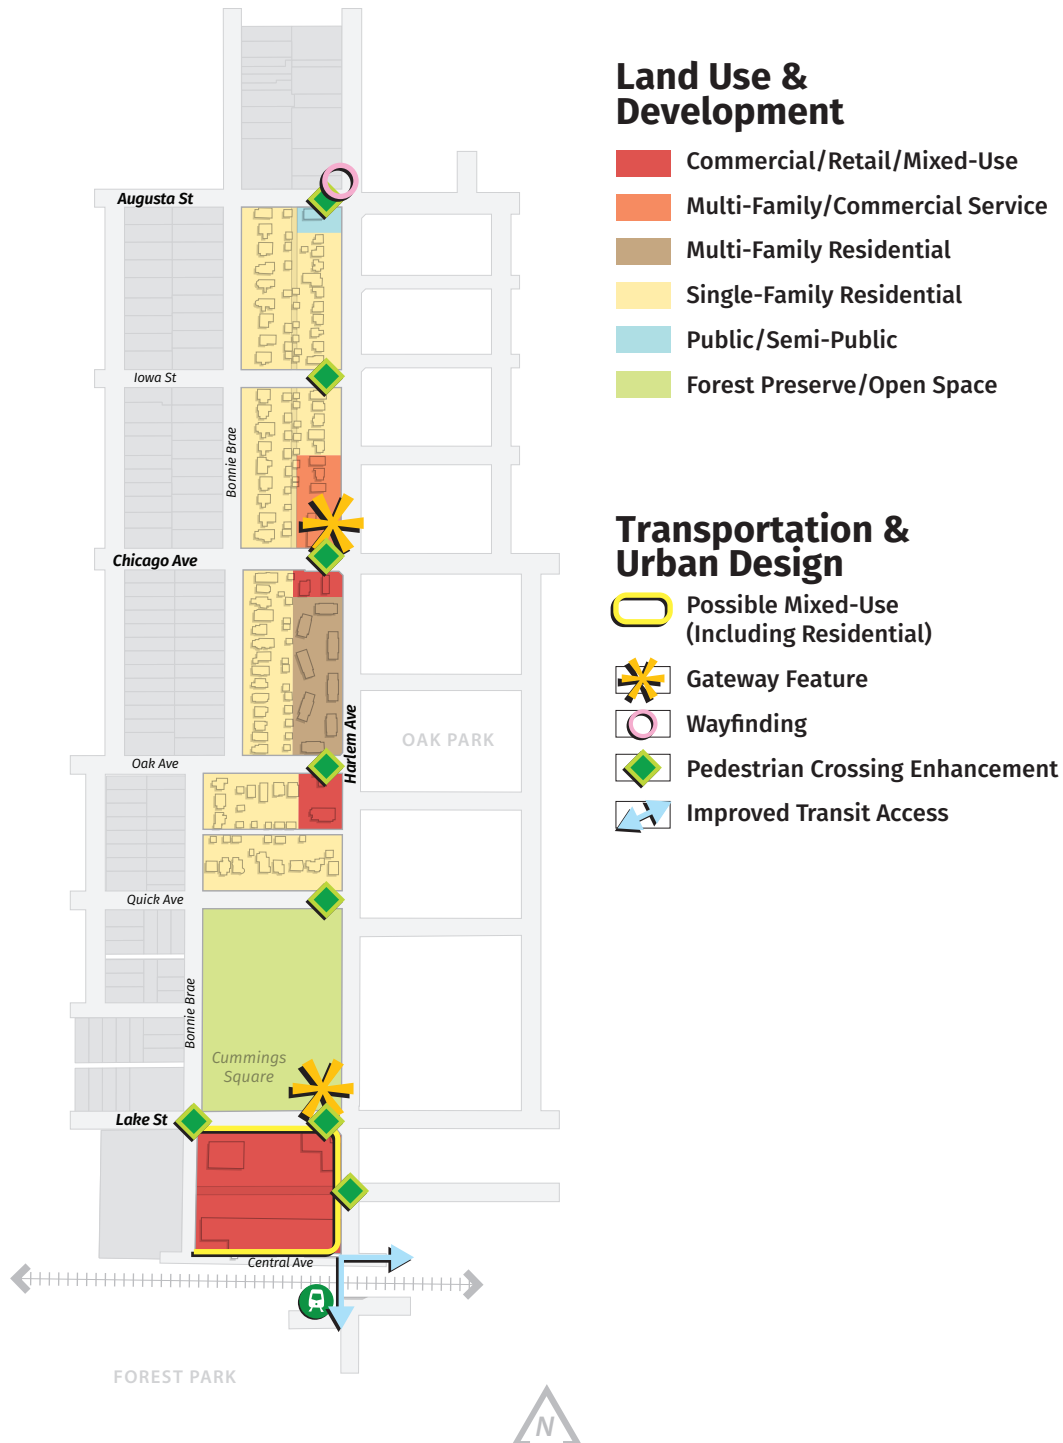 Land Use &
Development
Commercial/Retail/Mixed-Use
Multi-Family/Commercial Service
Multi-Family Residential
Single-Family Residential
Public/Semi-Public
Forest Preserve/Open Space
Transportation &
Urban Design
Possible Mixed-Use
(Including Residential)
Gateway Feature
Wayfinding
Pedestrian Crossing Enhancement
Improved Transit Access
Augusta St
Iowa St
Bonnie Brae
Chicago Ave
Harlem Ave
OAK PARK
Oak Ave
Quick Ave
Bonnie Brae
Cummings
Square
Lake St
Central Ave
FOREST PARK
N